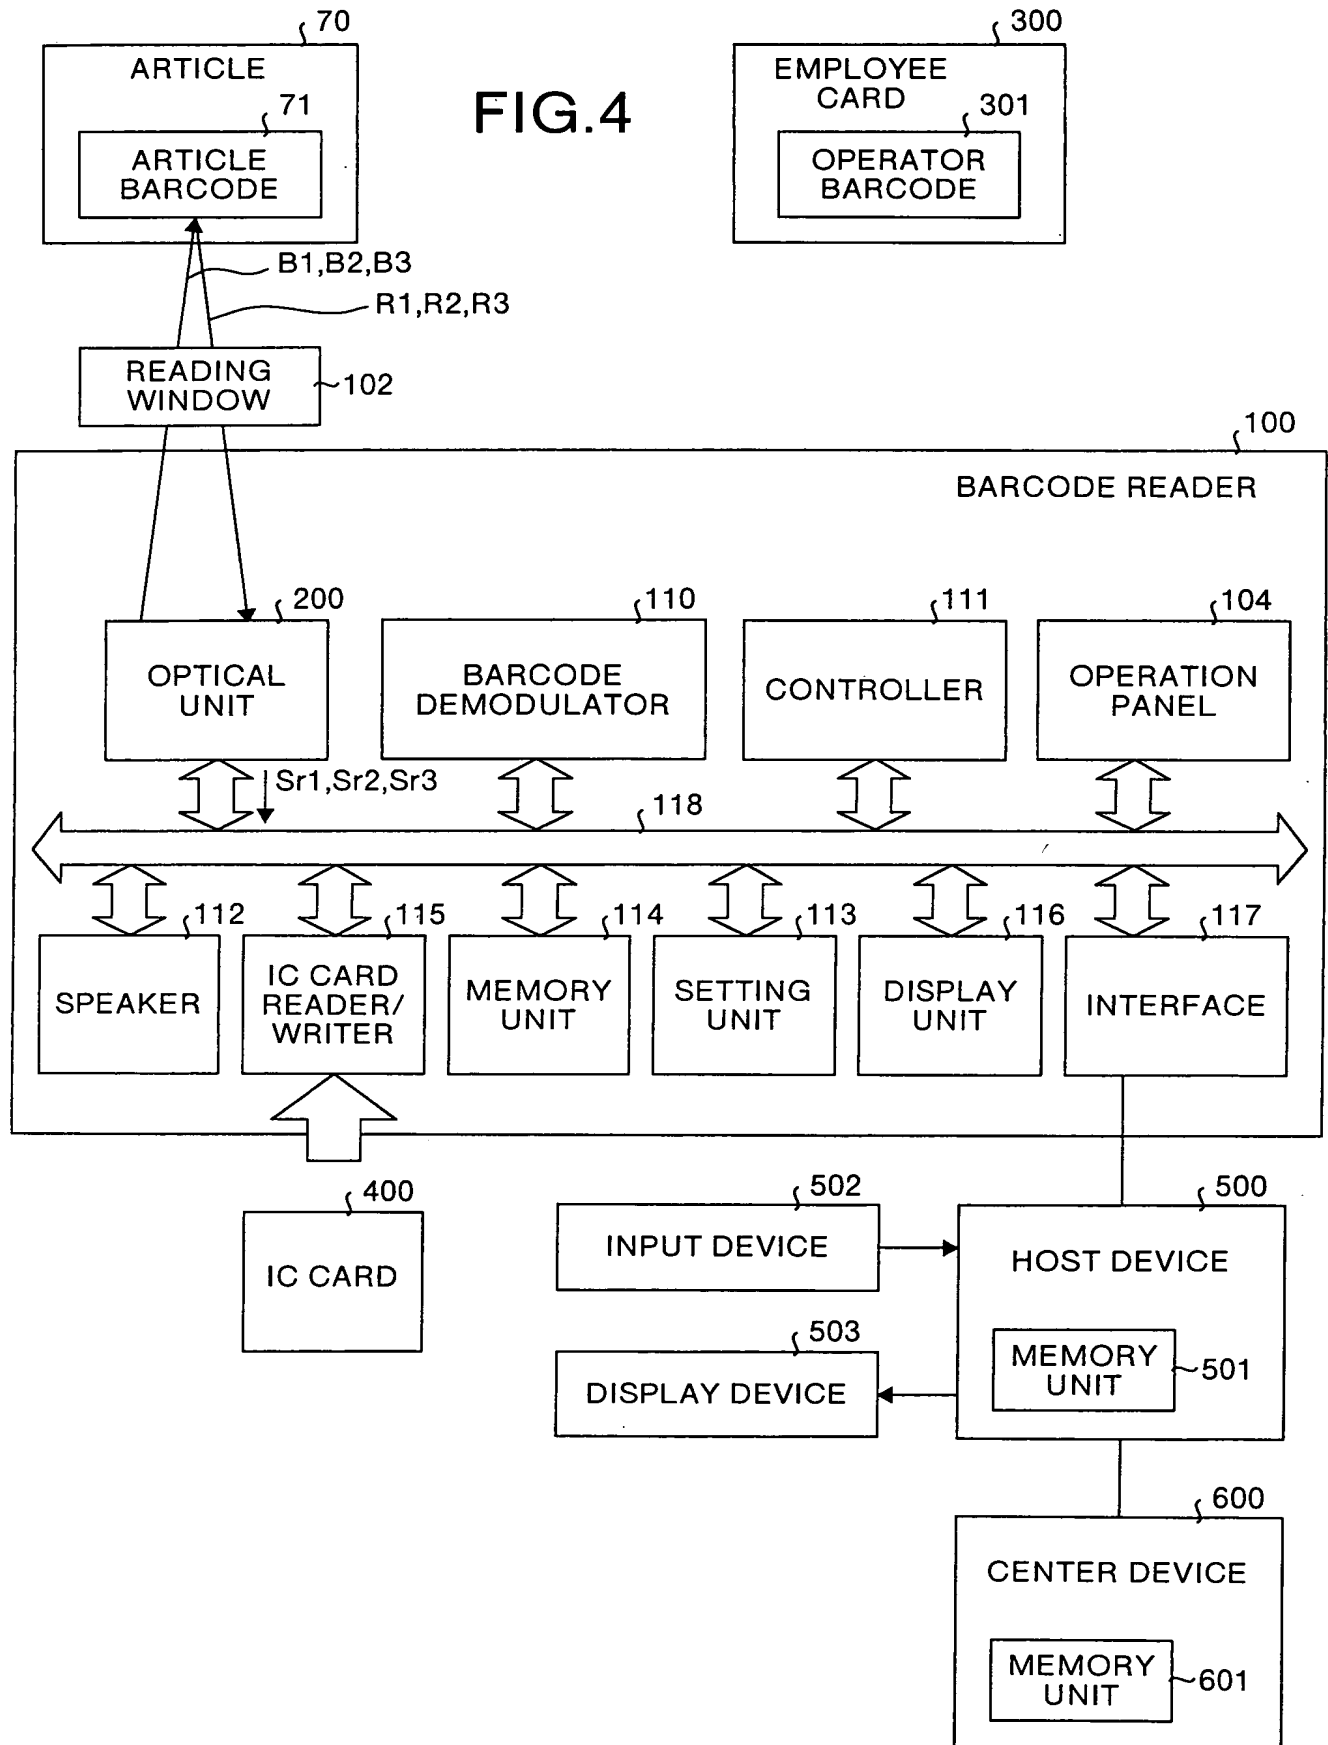 70
ARTICLE
71
ARTICLE
BARCODE
FIG.4
300
EMPLOYEE
CARD
301
OPERATOR
BARCODE
B1,B2,B3
R1,R2,R3
READING
WINDOW
102
100
BARCODE READER
200
OPTICAL
UNIT
110
BARCODE
DEMODULATOR
111
CONTROLLER
104
OPERATION
PANEL
Sr1,Sr2,Sr3
118
112
SPEAKER
115
IC CARD
READER/
WRITER
114
MEMORY
UNIT
113
SETTING
UNIT
116
DISPLAY
UNIT
117
INTERFACE
400
IC CARD
502
INPUT DEVICE
500
HOST DEVICE
503
DISPLAY DEVICE
MEMORY
UNIT
501
600
CENTER DEVICE
MEMORY
UNIT
601